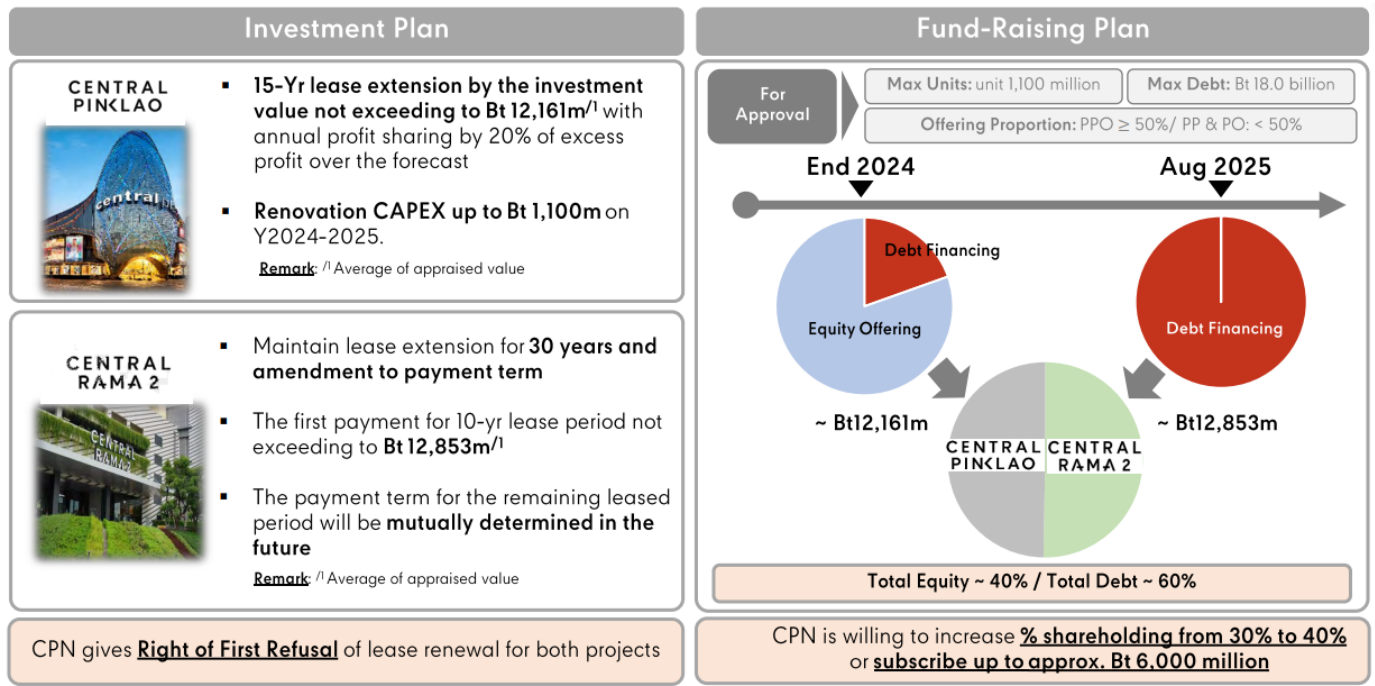 Investment Plan
CENTRAL
PINKLAO
central
▪ 15-Yr lease extension by the investment
value not exceeding to Bt 12,161m/1 with
annual profit sharing by 20% of excess
profit over the forecast
▪ Renovation CAPEX up to Bt 1,100m on
Y2024-2025.
Remark: /1 Average of appraised value
CENTRAL
RAMA 2
CENTRAL
RAMA 2
▪ Maintain lease extension for 30 years and
amendment to payment term
▪ The first payment for 10-yr lease period not
exceeding to Bt 12,853m/1
▪ The payment term for the remaining leased
period will be mutually determined in the
future
Remark: /1 Average of appraised value
CPN gives Right of First Refusal of lease renewal for both projects
Fund-Raising Plan
For
Approval
Max Units: unit 1,100 million
Max Debt: Bt 18.0 billion
Offering Proportion: PPO ≥ 50%/ PP & PO: < 50%
End 2024
Aug 2025
Debt Financing
Equity Offering
Debt Financing
~ Bt12,161m
~ Bt12,853m
CENTRAL
PINKLAO
CENTRAL
RAMA 2
Total Equity ~ 40% / Total Debt ~ 60%
CPN is willing to increase % shareholding from 30% to 40%
or subscribe up to approx. Bt 6,000 million